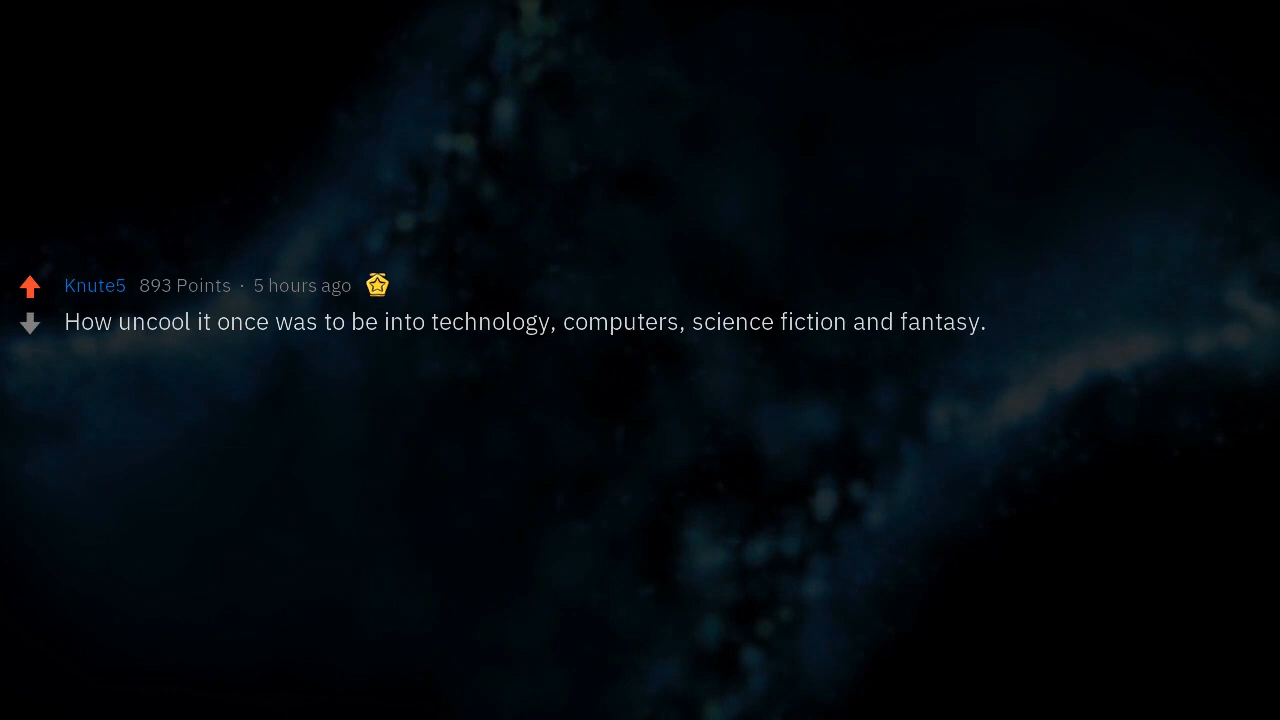 Knute5 893 Points · 5 hours ago
How uncool it once was to be into technology, computers, science fiction and fantasy.